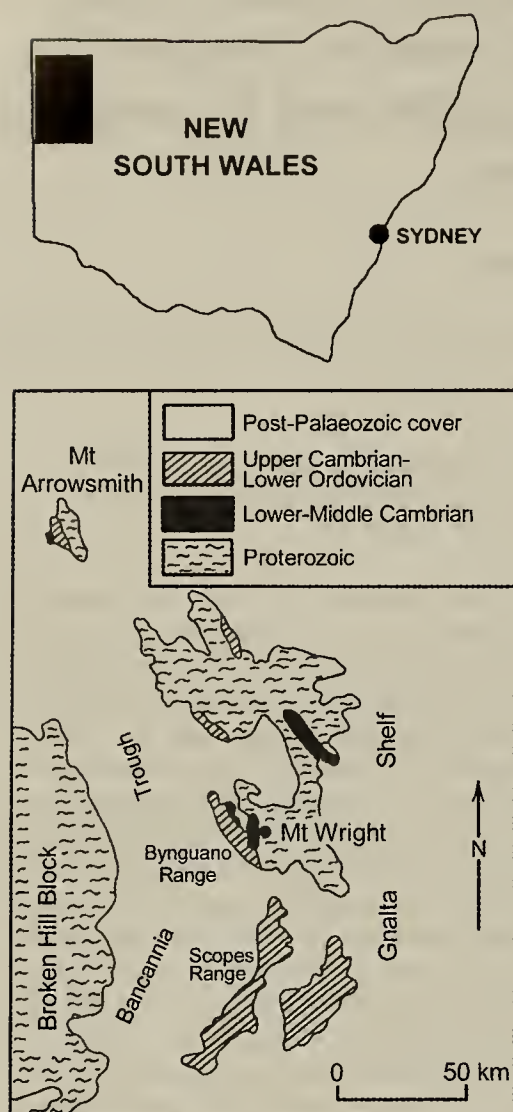 NEW
SOUTH WALES
SYDNEY
Mt
Arrowsmith
Post-Palaeozoic cover
Upper Cambrian-
Lower Ordovician
Lower-Middle Cambrian
Proterozoic
Shelf
Trough
Mt Wright
Bynguano
Range
N
Gnalta
Broken Hill Block
Bancannia
Scopes
Range
0 50 km